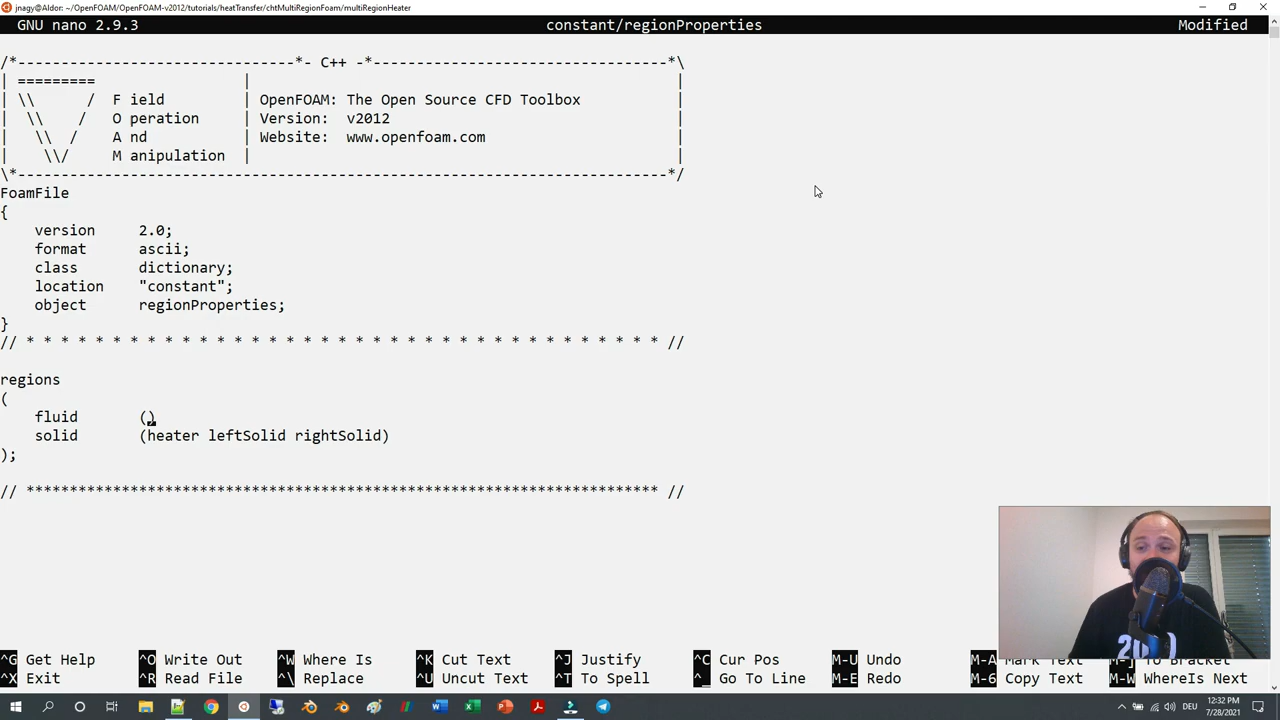 jnagy@Aldor: ~/OpenFOAM/OpenFOAM-v2012/tutorials/heatTransfer/chtMultiRegionFoam/multiRegionHeater
GNU nano 2.9.3 constant/regionProperties Modified
/*--------------------------------*- C++ -*----------------------------------*\
| ========= | |
| \\ / F ield | OpenFOAM: The Open Source CFD Toolbox |
| \\ / O peration | Version: v2012 |
| \\ / A nd | Website: www.openfoam.com |
| \\/ M anipulation | |
\*---------------------------------------------------------------------------*/
FoamFile
{
version 2.0;
format ascii;
class dictionary;
location "constant";
object regionProperties;
}
// * * * * * * * * * * * * * * * * * * * * * * * * * * * * * * * * * * * * * //
regions
(
fluid ()
solid (heater leftSolid rightSolid)
);
// ************************************************************************* //
^G Get Help ^O Write Out ^W Where Is ^K Cut Text ^J Justify ^C Cur Pos M-U Undo M-A Mark Text M-] To Bracket
^X Exit ^R Read File ^\ Replace ^U Uncut Text ^T To Spell ^_ Go To Line M-E Redo M-6 Copy Text M-W WhereIs Next
DEU
12:32 PM
7/28/2021